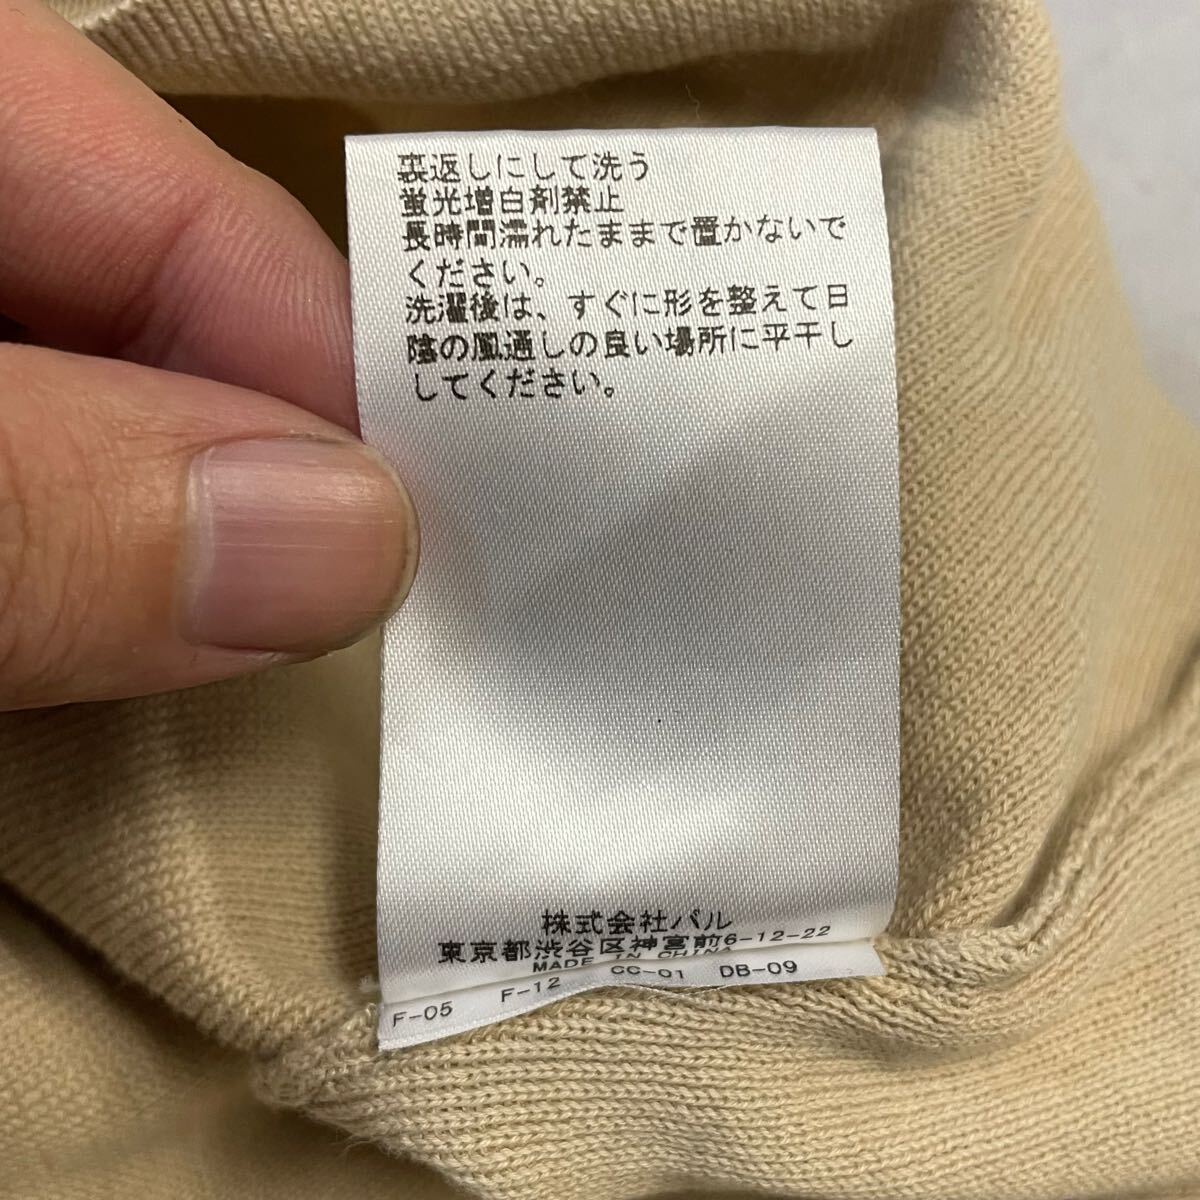 裏返しにして洗う
蛍光増白剤禁止
長時間濡れたままで置かないで
ください。
洗濯後は、すぐに形を整えて日
陰の風通しの良い場所に平干し
してください。
株式会社バル
東京都渋谷区神宮前6-12-22
MADE IN CHINA
F-05 F-12 CC-01 DB-09